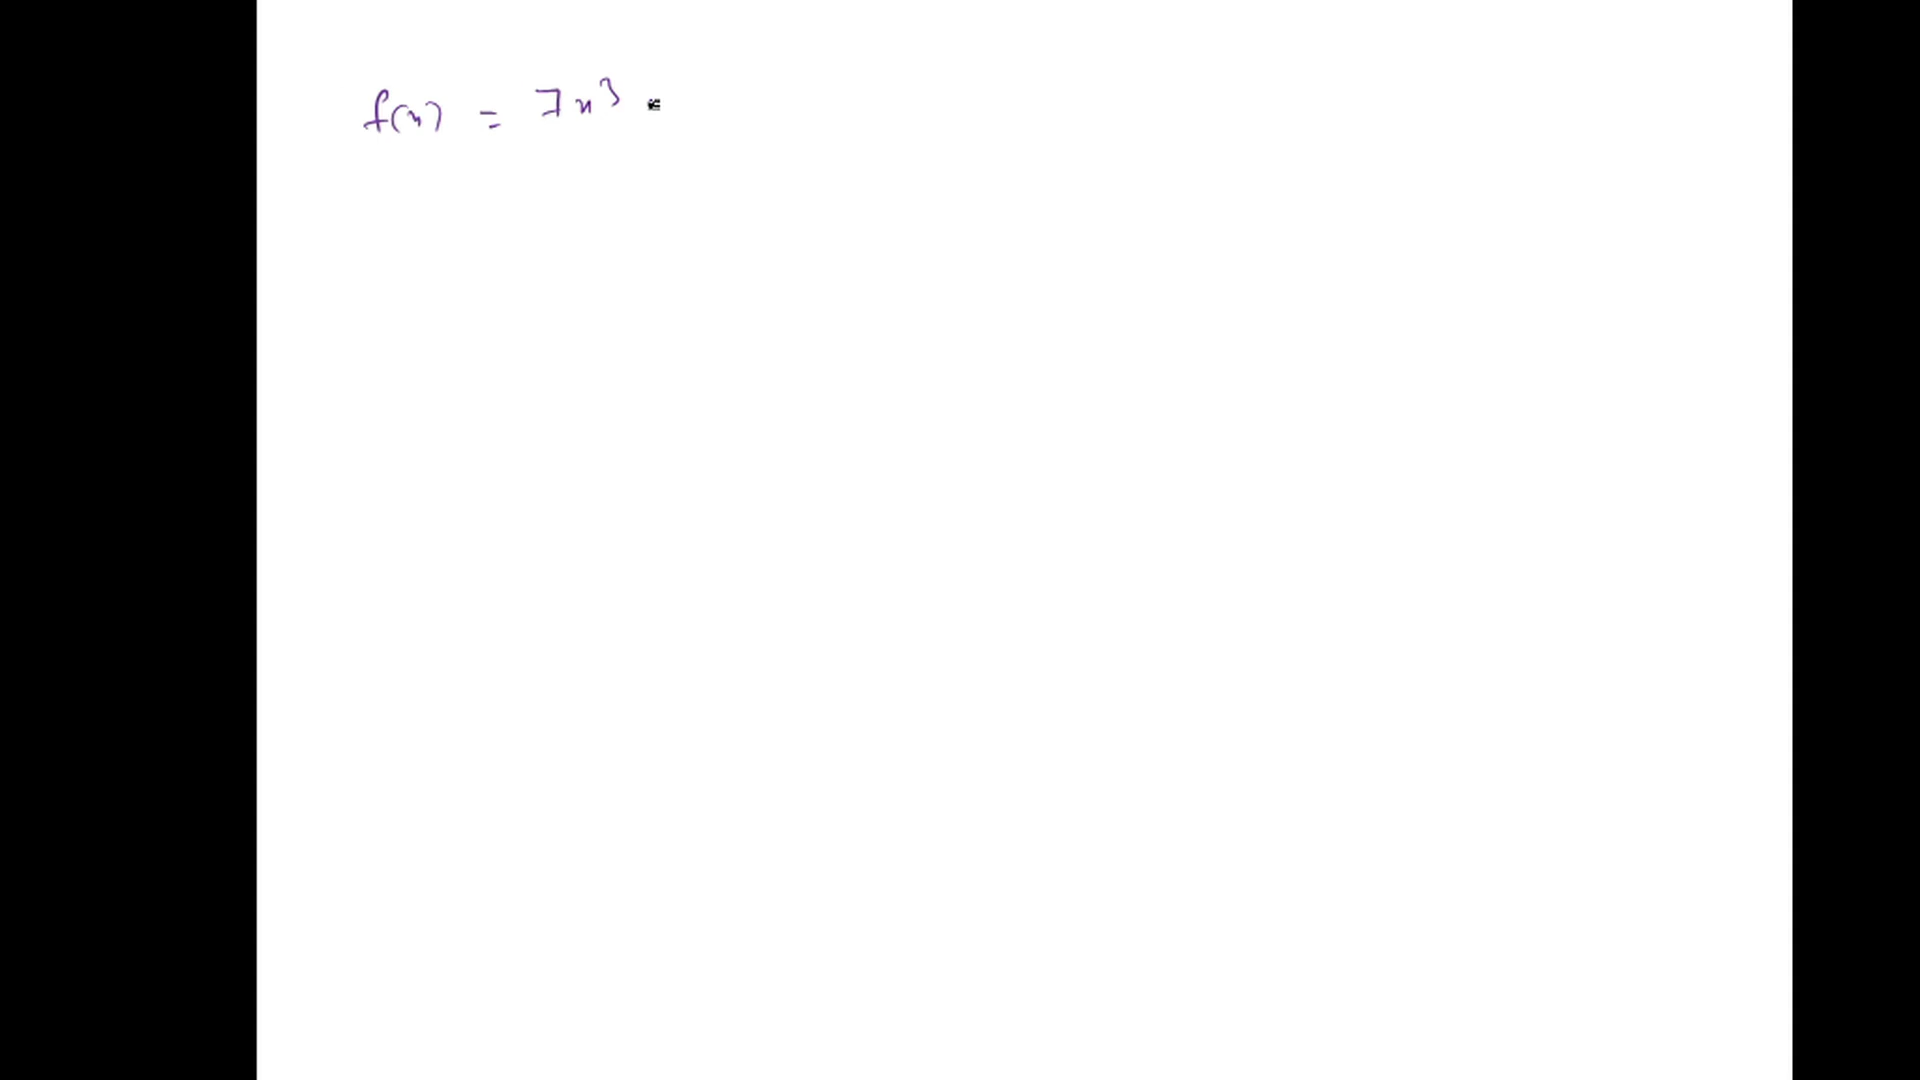 f(x) = 7x³